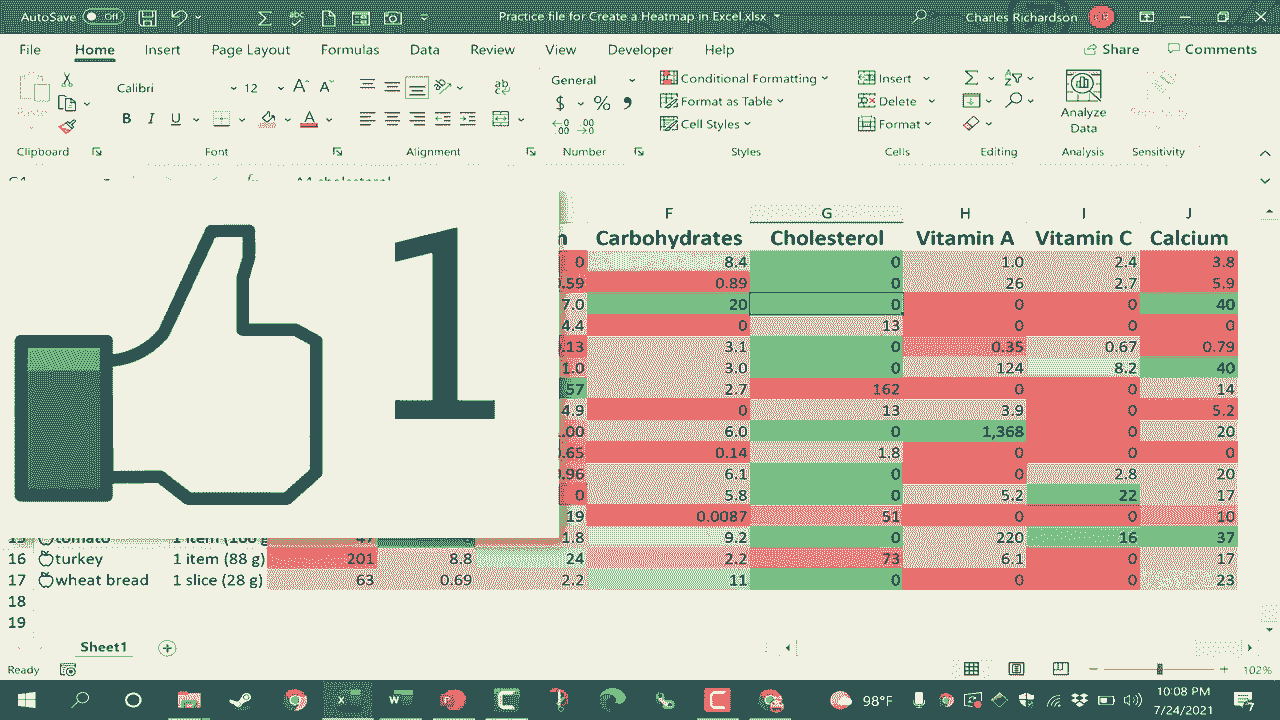 AutoSave Off Practice file for Create a Heatmap in Excel.xlsx Charles Richardson CR
File Home Insert Page Layout Formulas Data Review View Developer Help Share Comments
Calibri 12 General Conditional Formatting Insert
$ % Format as Table Delete
B I U Cell Styles Format Analyze Data
Clipboard Font Alignment Number Styles Cells Editing Analysis Sensitivity
F G H I J
Carbohydrates Cholesterol Vitamin A Vitamin C Calcium
0 8.4 0 1.0 2.4 3.8
.59 0.89 0 26 2.7 5.9
7.0 20 0 0 0 40
4.4 0 13 0 0 0
.13 3.1 0 0.35 0.67 0.79
1.0 3.0 0 124 8.2 40
57 2.7 162 0 0 14
4.9 0 13 3.9 0 5.2
.00 6.0 0 1,368 0 20
.65 0.14 1.8 0 0 0
.96 6.1 0 0 2.8 20
0 5.8 0 5.2 22 17
19 0.0087 51 0 0 10
1.8 9.2 0 220 16 37
16 turkey 1 item (88 g) 201 8.8 24 2.2 73 6.1 0 17
17 wheat bread 1 slice (28 g) 63 0.69 2.2 11 0 0 0 23
18
19
1
Sheet1
Ready 102%
98°F 10:08 PM
7/24/2021 7